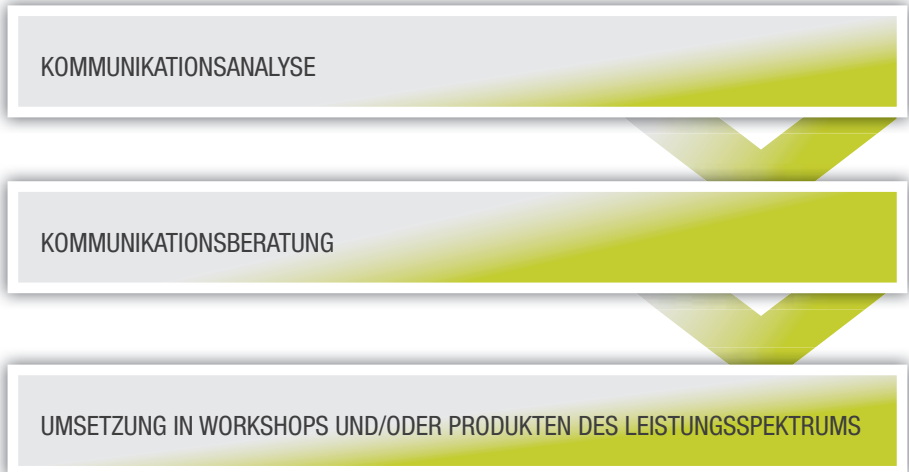 KOMMUNIKATIONSANALYSE
KOMMUNIKATIONSBERATUNG
UMSETZUNG IN WORKSHOPS UND/ODER PRODUKTEN DES LEISTUNGSSPEKTRUMS